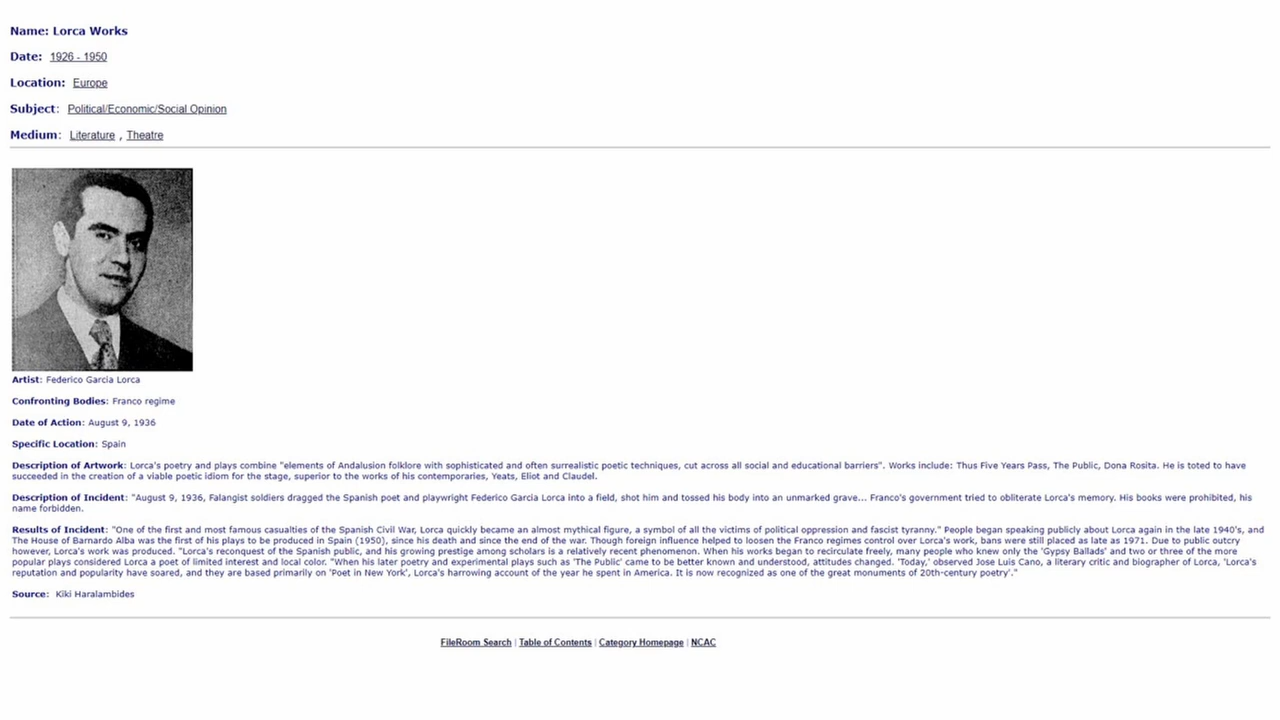 Name: Lorca Works
Date: 1926 - 1950
Location: Europe
Subject: Political/Economic/Social Opinion
Medium: Literature , Theatre
Artist: Federico Garcia Lorca
Confronting Bodies: Franco regime
Date of Action: August 9, 1936
Specific Location: Spain
Description of Artwork: Lorca's poetry and plays combine "elements of Andalusion folklore with sophisticated and often surrealistic poetic techniques, cut across all social and educational barriers". Works include: Thus Five Years Pass, The Public, Dona Rosita. He is toted to have
succeeded in the creation of a viable poetic idiom for the stage, superior to the works of his contemporaries, Yeats, Eliot and Claudel.
Description of Incident: "August 9, 1936, Falangist soldiers dragged the Spanish poet and playwright Federico Garcia Lorca into a field, shot him and tossed his body into an unmarked grave... Franco's government tried to obliterate Lorca's memory. His books were prohibited, his
name forbidden.
Results of Incident: "One of the first and most famous casualties of the Spanish Civil War, Lorca quickly became an almost mythical figure, a symbol of all the victims of political oppression and fascist tyranny." People began speaking publicly about Lorca again in the late 1940's, and
The House of Barnardo Alba was the first of his plays to be produced in Spain (1950), since his death and since the end of the war. Though foreign influence helped to loosen the Franco regimes control over Lorca's work, bans were still placed as late as 1971. Due to public outcry
however, Lorca's work was produced. "Lorca's reconquest of the Spanish public, and his growing prestige among scholars is a relatively recent phenomenon. When his works began to recirculate freely, many people who knew only the 'Gypsy Ballads' and two or three of the more
popular plays considered Lorca a poet of limited interest and local color. "When his later poetry and experimental plays such as 'The Public' came to be better known and understood, attitudes changed. 'Today,' observed Jose Luis Cano, a literary critic and biographer of Lorca, 'Lorca's
reputation and popularity have soared, and they are based primarily on 'Poet in New York', Lorca's harrowing account of the year he spent in America. It is now recognized as one of the great monuments of 20th-century poetry'."
Source: Kiki Haralambides
FileRoom Search | Table of Contents | Category Homepage | NCAC